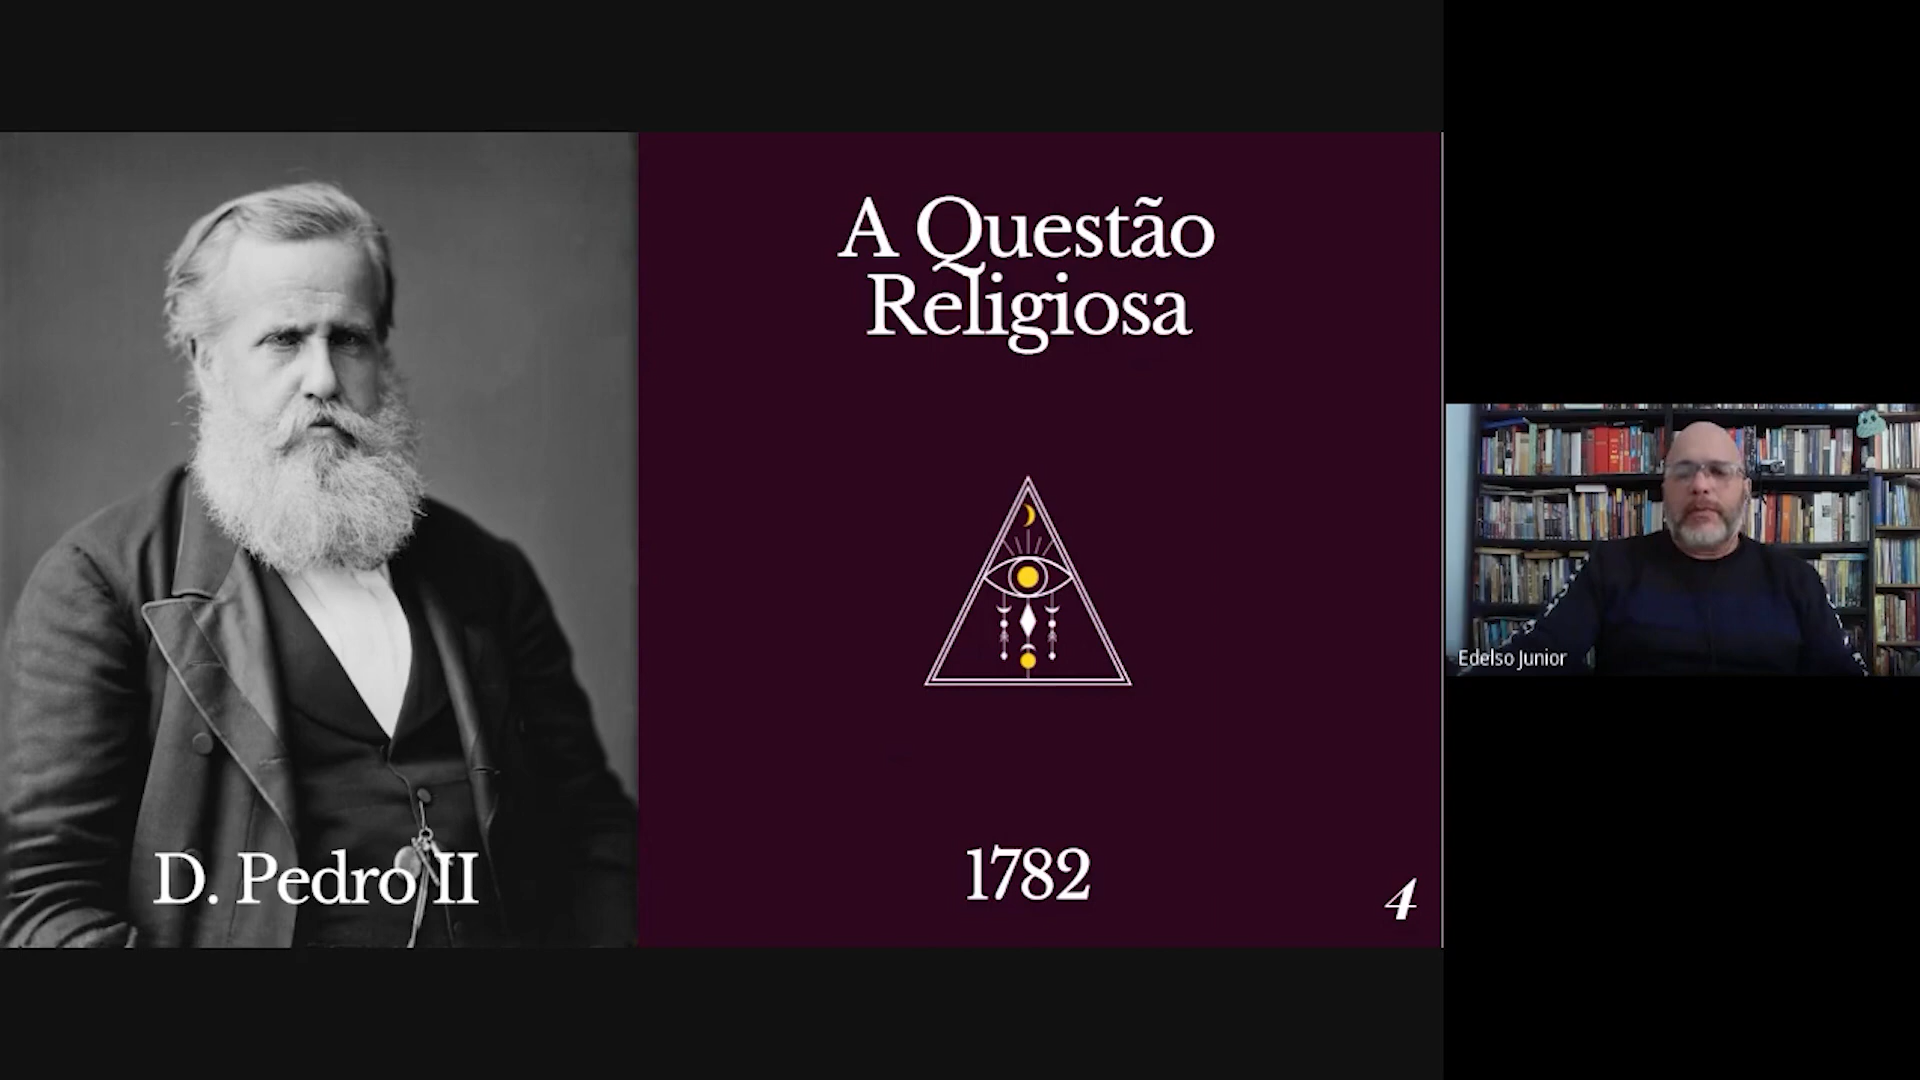 A Questão
Religiosa
D. Pedro II
1782
4
Edelso Junior